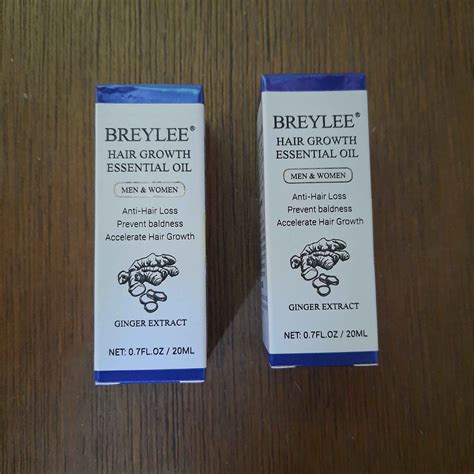 BREYLEE®
HAIR GROWTH
ESSENTIAL OIL
MEN & WOMEN
Anti-Hair Loss
Prevent baldness
Accelerate Hair Growth
GINGER EXTRACT
NET: 0.7FL.OZ / 20ML
BREYLEE®
HAIR GROWTH
ESSENTIAL OIL
MEN & WOMEN
Anti-Hair Loss
Prevent baldness
Accelerate Hair Growth
GINGER EXTRACT
NET: 0.7FL.OZ / 20ML